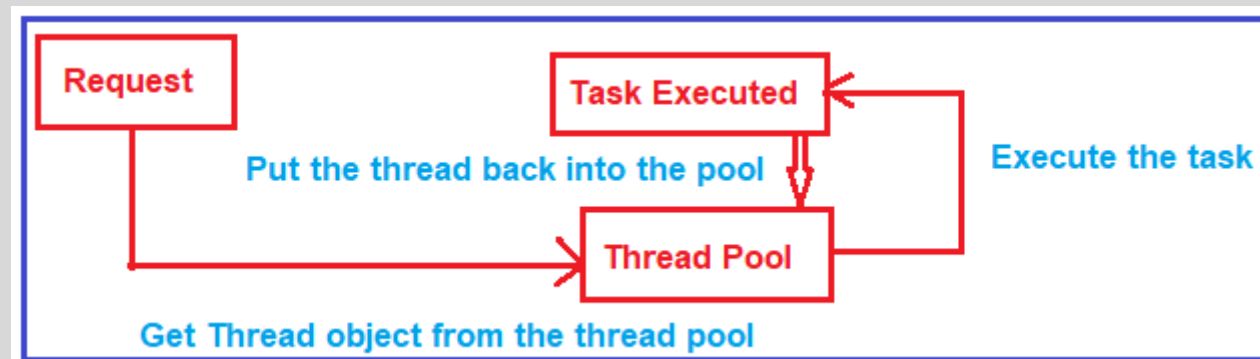 Request
Task Executed
Put the thread back into the pool
Execute the task
Thread Pool
Get Thread object from the thread pool